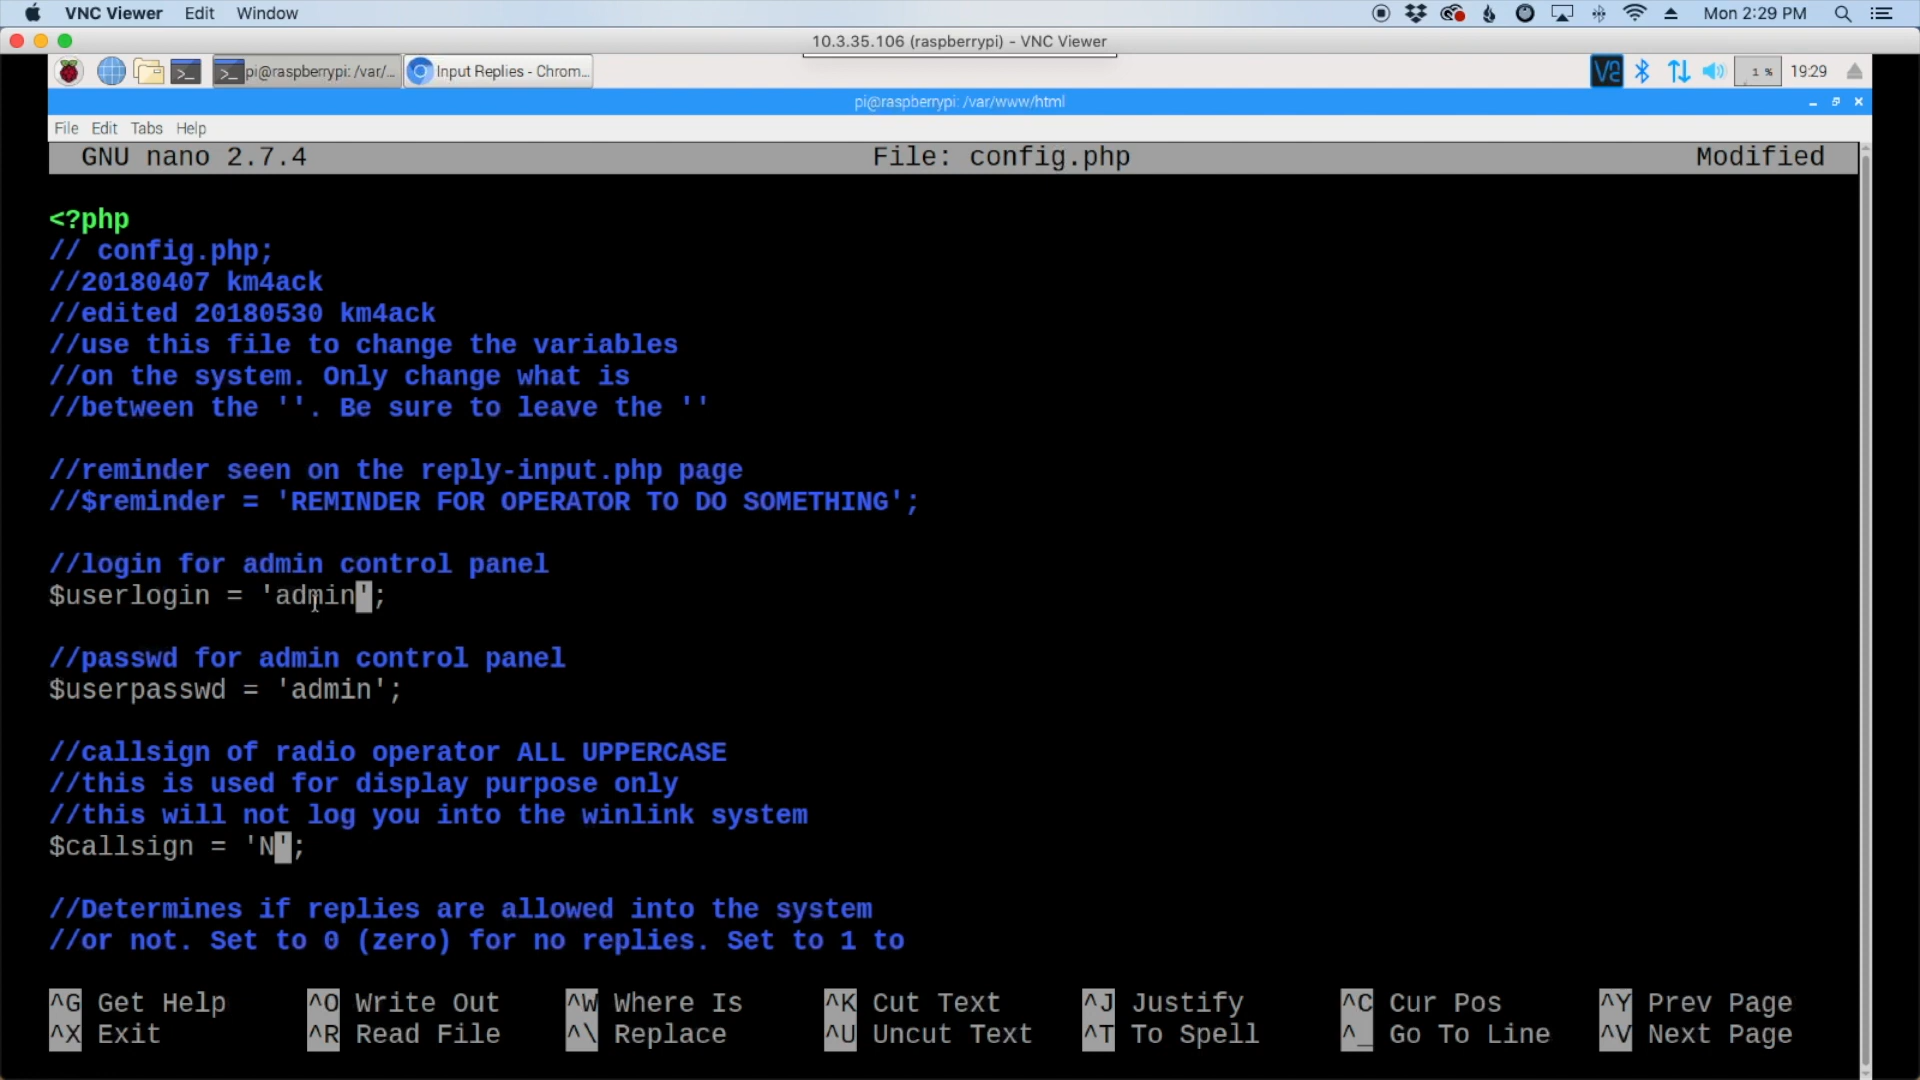 VNC Viewer Edit Window Mon 2:29 PM
10.3.35.106 (raspberrypi) - VNC Viewer
pi@raspberrypi: /var/... Input Replies - Chrom... 1 % 19:29
pi@raspberrypi: /var/www/html
File Edit Tabs Help
GNU nano 2.7.4 File: config.php Modified
<?php
// config.php;
//20180407 km4ack
//edited 20180530 km4ack
//use this file to change the variables
//on the system. Only change what is
//between the ''. Be sure to leave the ''
//reminder seen on the reply-input.php page
//$reminder = 'REMINDER FOR OPERATOR TO DO SOMETHING';
//login for admin control panel
$userlogin = 'admin';
//passwd for admin control panel
$userpasswd = 'admin';
//callsign of radio operator ALL UPPERCASE
//this is used for display purpose only
//this will not log you into the winlink system
$callsign = 'N';
//Determines if replies are allowed into the system
//or not. Set to 0 (zero) for no replies. Set to 1 to
^G Get Help ^O Write Out ^W Where Is ^K Cut Text ^J Justify ^C Cur Pos ^Y Prev Page
^X Exit ^R Read File ^\ Replace ^U Uncut Text ^T To Spell ^_ Go To Line ^V Next Page